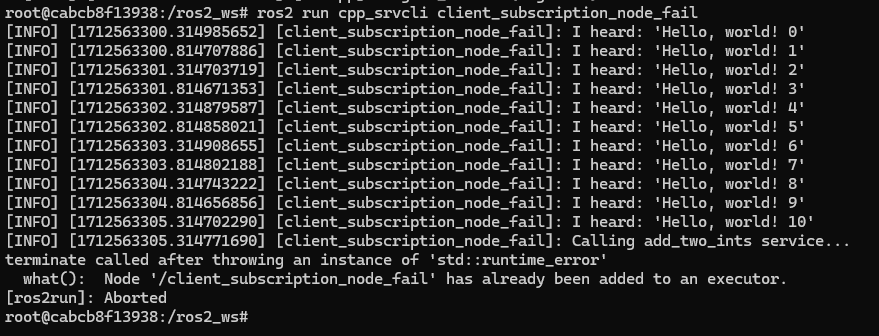 root@cabcb8f13938:/ros2_ws# ros2 run cpp_srvcli client_subscription_node_fail
[INFO] [1712563300.314985652] [client_subscription_node_fail]: I heard: 'Hello, world! 0'
[INFO] [1712563300.814707886] [client_subscription_node_fail]: I heard: 'Hello, world! 1'
[INFO] [1712563301.314703719] [client_subscription_node_fail]: I heard: 'Hello, world! 2'
[INFO] [1712563301.814671353] [client_subscription_node_fail]: I heard: 'Hello, world! 3'
[INFO] [1712563302.314879587] [client_subscription_node_fail]: I heard: 'Hello, world! 4'
[INFO] [1712563302.814858021] [client_subscription_node_fail]: I heard: 'Hello, world! 5'
[INFO] [1712563303.314908655] [client_subscription_node_fail]: I heard: 'Hello, world! 6'
[INFO] [1712563303.814802188] [client_subscription_node_fail]: I heard: 'Hello, world! 7'
[INFO] [1712563304.314743222] [client_subscription_node_fail]: I heard: 'Hello, world! 8'
[INFO] [1712563304.814656856] [client_subscription_node_fail]: I heard: 'Hello, world! 9'
[INFO] [1712563305.314702290] [client_subscription_node_fail]: I heard: 'Hello, world! 10'
[INFO] [1712563305.314771690] [client_subscription_node_fail]: Calling add_two_ints service...
terminate called after throwing an instance of 'std::runtime_error'
  what():  Node '/client_subscription_node_fail' has already been added to an executor.
[ros2run]: Aborted
root@cabcb8f13938:/ros2_ws#